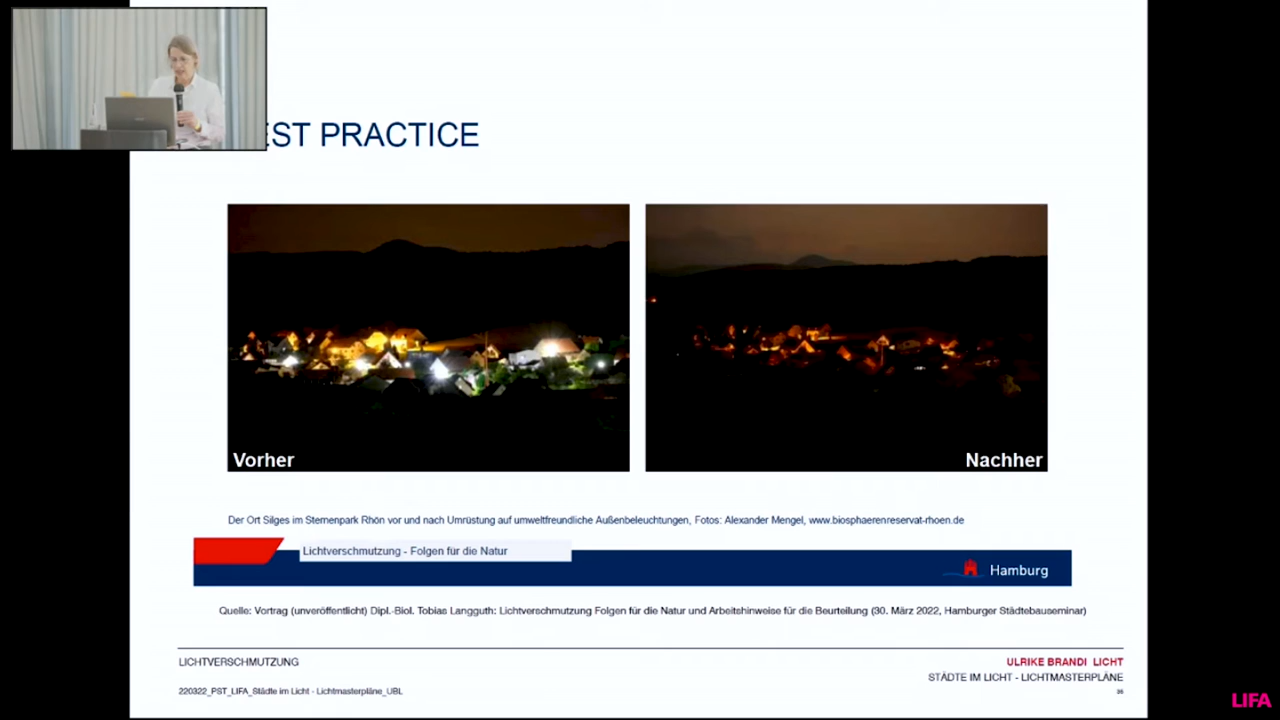 EST PRACTICE
Vorher
Nachher
Der Ort Silges im Sternenpark Rhön vor und nach Umrüstung auf umweltfreundliche Außenbeleuchtungen, Fotos: Alexander Mengel, www.biosphaerenreservat-rhoen.de
Lichtverschmutzung - Folgen für die Natur
Hamburg
Quelle: Vortrag (unveröffentlicht) Dipl.-Biol. Tobias Langguth: Lichtverschmutzung Folgen für die Natur und Arbeitshinweise für die Beurteilung (30. März 2022, Hamburger Städtebauseminar)
LICHTVERSCHMUTZUNG
ULRIKE BRANDI LICHT
STÄDTE IM LICHT - LICHTMASTERPLÄNE
220322_PST_LIFA_Städte im Licht - Lichtmasterpläne_UBL
LIFA